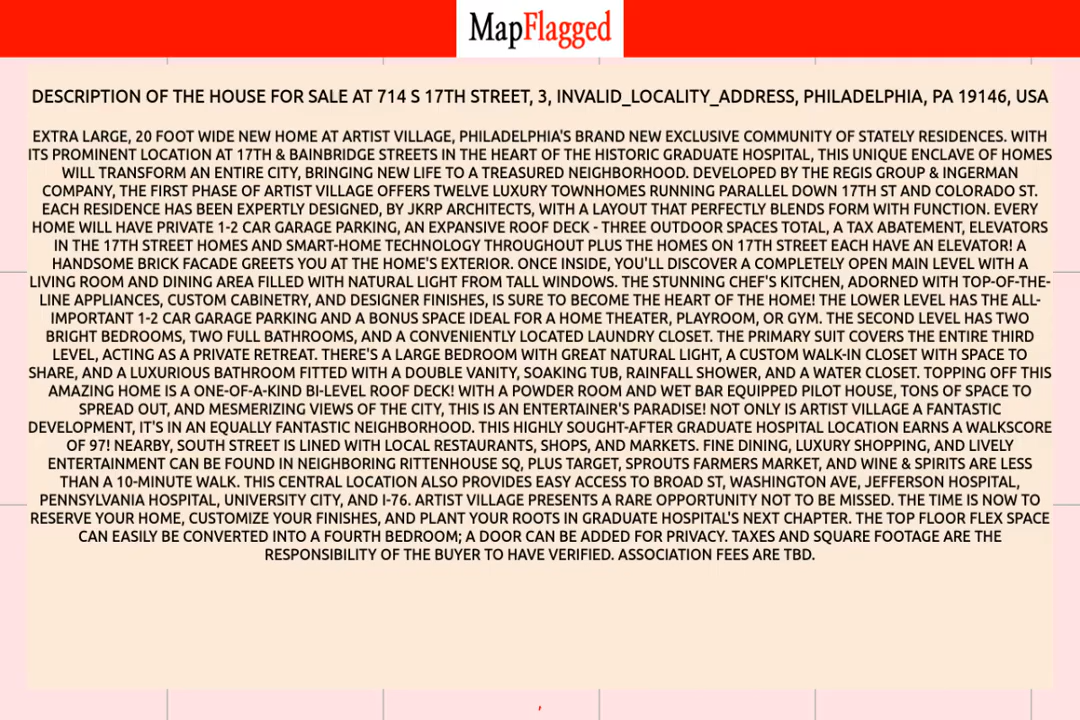 MapFlagged
DESCRIPTION OF THE HOUSE FOR SALE AT 714 S 17TH STREET, 3, INVALID_LOCALITY_ADDRESS, PHILADELPHIA, PA 19146, USA
EXTRA LARGE, 20 FOOT WIDE NEW HOME AT ARTIST VILLAGE, PHILADELPHIA'S BRAND NEW EXCLUSIVE COMMUNITY OF STATELY RESIDENCES. WITH
ITS PROMINENT LOCATION AT 17TH & BAINBRIDGE STREETS IN THE HEART OF THE HISTORIC GRADUATE HOSPITAL, THIS UNIQUE ENCLAVE OF HOMES
WILL TRANSFORM AN ENTIRE CITY, BRINGING NEW LIFE TO A TREASURED NEIGHBORHOOD. DEVELOPED BY THE REGIS GROUP & INGERMAN
COMPANY, THE FIRST PHASE OF ARTIST VILLAGE OFFERS TWELVE LUXURY TOWNHOMES RUNNING PARALLEL DOWN 17TH ST AND COLORADO ST.
EACH RESIDENCE HAS BEEN EXPERTLY DESIGNED, BY JKRP ARCHITECTS, WITH A LAYOUT THAT PERFECTLY BLENDS FORM WITH FUNCTION. EVERY
HOME WILL HAVE PRIVATE 1-2 CAR GARAGE PARKING, AN EXPANSIVE ROOF DECK - THREE OUTDOOR SPACES TOTAL, A TAX ABATEMENT, ELEVATORS
IN THE 17TH STREET HOMES AND SMART-HOME TECHNOLOGY THROUGHOUT PLUS THE HOMES ON 17TH STREET EACH HAVE AN ELEVATOR! A
HANDSOME BRICK FACADE GREETS YOU AT THE HOME'S EXTERIOR. ONCE INSIDE, YOU'LL DISCOVER A COMPLETELY OPEN MAIN LEVEL WITH A
LIVING ROOM AND DINING AREA FILLED WITH NATURAL LIGHT FROM TALL WINDOWS. THE STUNNING CHEF'S KITCHEN, ADORNED WITH TOP-OF-THE-
LINE APPLIANCES, CUSTOM CABINETRY, AND DESIGNER FINISHES, IS SURE TO BECOME THE HEART OF THE HOME! THE LOWER LEVEL HAS THE ALL-
IMPORTANT 1-2 CAR GARAGE PARKING AND A BONUS SPACE IDEAL FOR A HOME THEATER, PLAYROOM, OR GYM. THE SECOND LEVEL HAS TWO
BRIGHT BEDROOMS, TWO FULL BATHROOMS, AND A CONVENIENTLY LOCATED LAUNDRY CLOSET. THE PRIMARY SUIT COVERS THE ENTIRE THIRD
LEVEL, ACTING AS A PRIVATE RETREAT. THERE'S A LARGE BEDROOM WITH GREAT NATURAL LIGHT, A CUSTOM WALK-IN CLOSET WITH SPACE TO
SHARE, AND A LUXURIOUS BATHROOM FITTED WITH A DOUBLE VANITY, SOAKING TUB, RAINFALL SHOWER, AND A WATER CLOSET. TOPPING OFF THIS
AMAZING HOME IS A ONE-OF-A-KIND BI-LEVEL ROOF DECK! WITH A POWDER ROOM AND WET BAR EQUIPPED PILOT HOUSE, TONS OF SPACE TO
SPREAD OUT, AND MESMERIZING VIEWS OF THE CITY, THIS IS AN ENTERTAINER'S PARADISE! NOT ONLY IS ARTIST VILLAGE A FANTASTIC
DEVELOPMENT, IT'S IN AN EQUALLY FANTASTIC NEIGHBORHOOD. THIS HIGHLY SOUGHT-AFTER GRADUATE HOSPITAL LOCATION EARNS A WALKSCORE
OF 97! NEARBY, SOUTH STREET IS LINED WITH LOCAL RESTAURANTS, SHOPS, AND MARKETS. FINE DINING, LUXURY SHOPPING, AND LIVELY
ENTERTAINMENT CAN BE FOUND IN NEIGHBORING RITTENHOUSE SQ, PLUS TARGET, SPROUTS FARMERS MARKET, AND WINE & SPIRITS ARE LESS
THAN A 10-MINUTE WALK. THIS CENTRAL LOCATION ALSO PROVIDES EASY ACCESS TO BROAD ST, WASHINGTON AVE, JEFFERSON HOSPITAL,
PENNSYLVANIA HOSPITAL, UNIVERSITY CITY, AND I-76. ARTIST VILLAGE PRESENTS A RARE OPPORTUNITY NOT TO BE MISSED. THE TIME IS NOW TO
RESERVE YOUR HOME, CUSTOMIZE YOUR FINISHES, AND PLANT YOUR ROOTS IN GRADUATE HOSPITAL'S NEXT CHAPTER. THE TOP FLOOR FLEX SPACE
CAN EASILY BE CONVERTED INTO A FOURTH BEDROOM; A DOOR CAN BE ADDED FOR PRIVACY. TAXES AND SQUARE FOOTAGE ARE THE
RESPONSIBILITY OF THE BUYER TO HAVE VERIFIED. ASSOCIATION FEES ARE TBD.
,